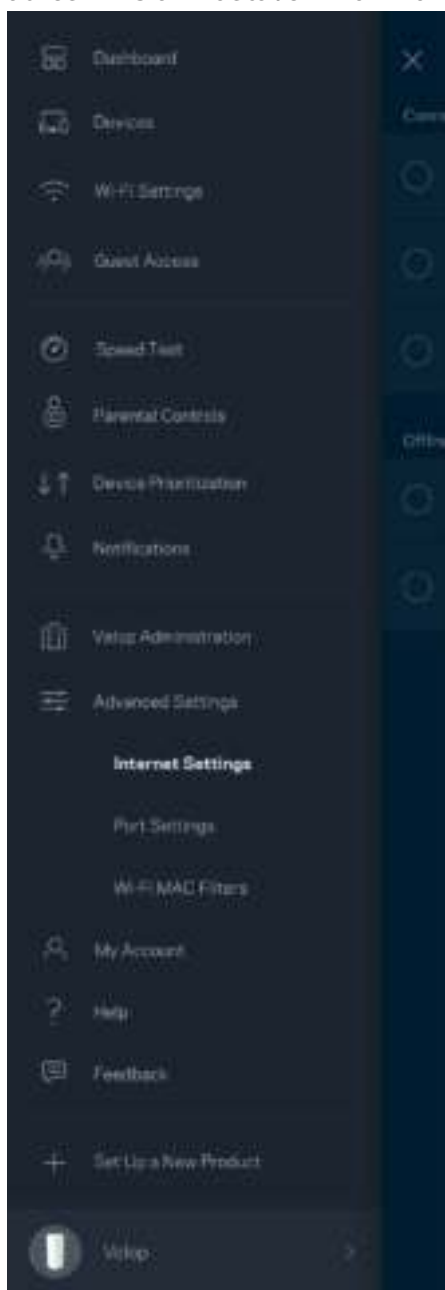 Dashboard
Devices
Wi-Fi Settings
Guest Access
Speed Test
Parental Controls
Device Prioritization
Notifications
Velop Administration
Advanced Settings
Internet Settings
Port Settings
Wi-Fi MAC Filters
My Account
Help
Feedback
Set Up a New Product
Velop